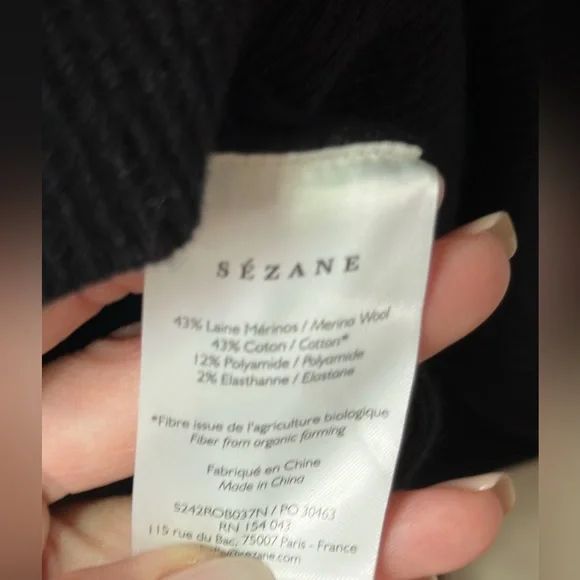 SÉZANE
43% Laine Mérinos / Merino Wool
43% Coton / Cotton*
12% Polyamide / Polyamide
2% Elasthanne / Elastane
*Fibre issue de l'agriculture biologique
Fiber from organic farming
Fabriqué en Chine
Made in China
S242ROB037N / PO 30463
RN 154 043
115 rue du Bac, 75007 Paris - France